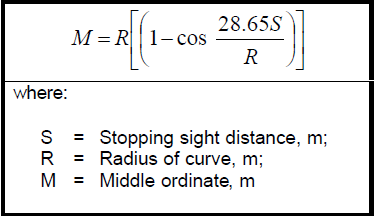 M = R[(1 − cos 28.65S / R)]
where:
S = Stopping sight distance, m;
R = Radius of curve, m;
M = Middle ordinate, m